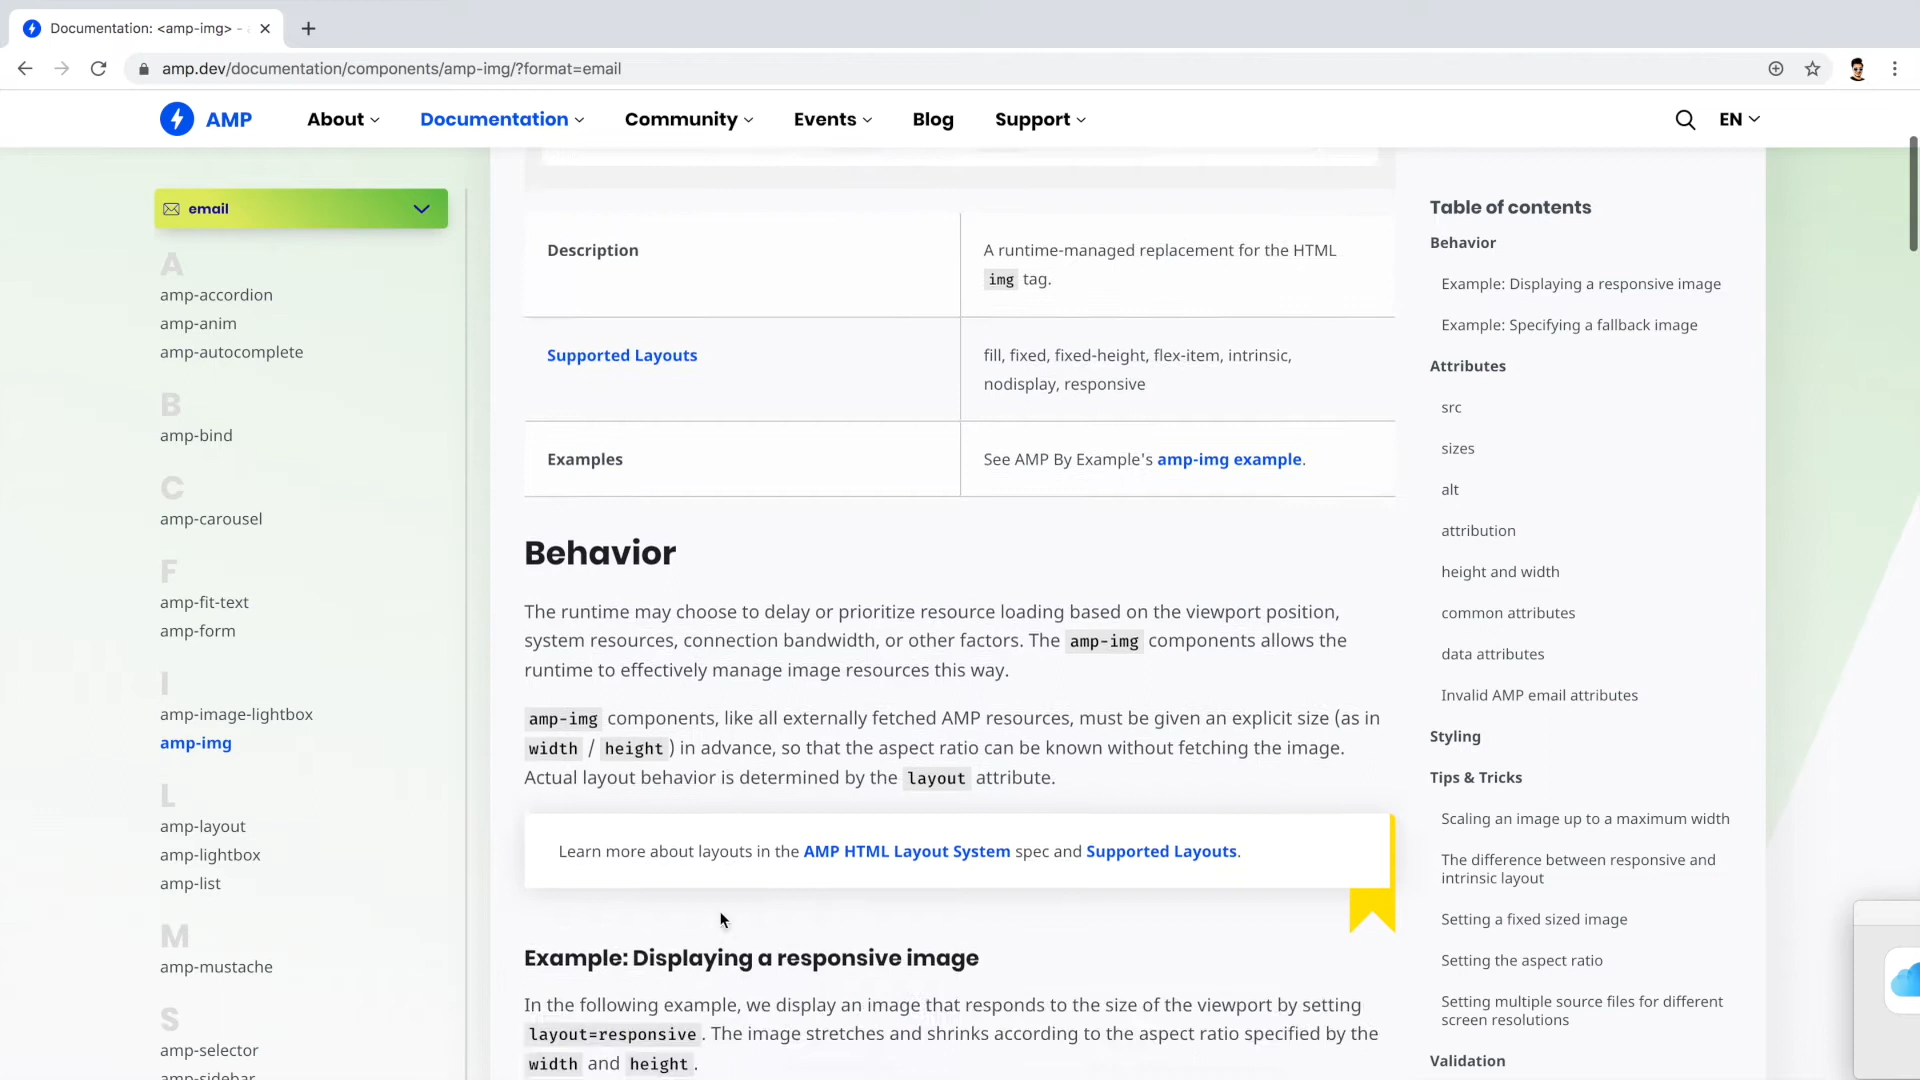 Documentation: <amp-img> -
amp.dev/documentation/components/amp-img/?format=email
AMP
About
Documentation
Community
Events
Blog
Support
EN
email
A
amp-accordion
amp-anim
amp-autocomplete
B
amp-bind
C
amp-carousel
F
amp-fit-text
amp-form
I
amp-image-lightbox
amp-img
L
amp-layout
amp-lightbox
amp-list
M
amp-mustache
S
amp-selector
amp-sidebar
Description
A runtime-managed replacement for the HTML
img tag.
Supported Layouts
fill, fixed, fixed-height, flex-item, intrinsic,
nodisplay, responsive
Examples
See AMP By Example's amp-img example.
Behavior
The runtime may choose to delay or prioritize resource loading based on the viewport position,
system resources, connection bandwidth, or other factors. The amp-img components allows the
runtime to effectively manage image resources this way.
amp-img components, like all externally fetched AMP resources, must be given an explicit size (as in
width / height ) in advance, so that the aspect ratio can be known without fetching the image.
Actual layout behavior is determined by the layout attribute.
Learn more about layouts in the AMP HTML Layout System spec and Supported Layouts.
Example: Displaying a responsive image
In the following example, we display an image that responds to the size of the viewport by setting
layout=responsive . The image stretches and shrinks according to the aspect ratio specified by the
width and height .
Table of contents
Behavior
Example: Displaying a responsive image
Example: Specifying a fallback image
Attributes
src
sizes
alt
attribution
height and width
common attributes
data attributes
Invalid AMP email attributes
Styling
Tips & Tricks
Scaling an image up to a maximum width
The difference between responsive and
intrinsic layout
Setting a fixed sized image
Setting the aspect ratio
Setting multiple source files for different
screen resolutions
Validation